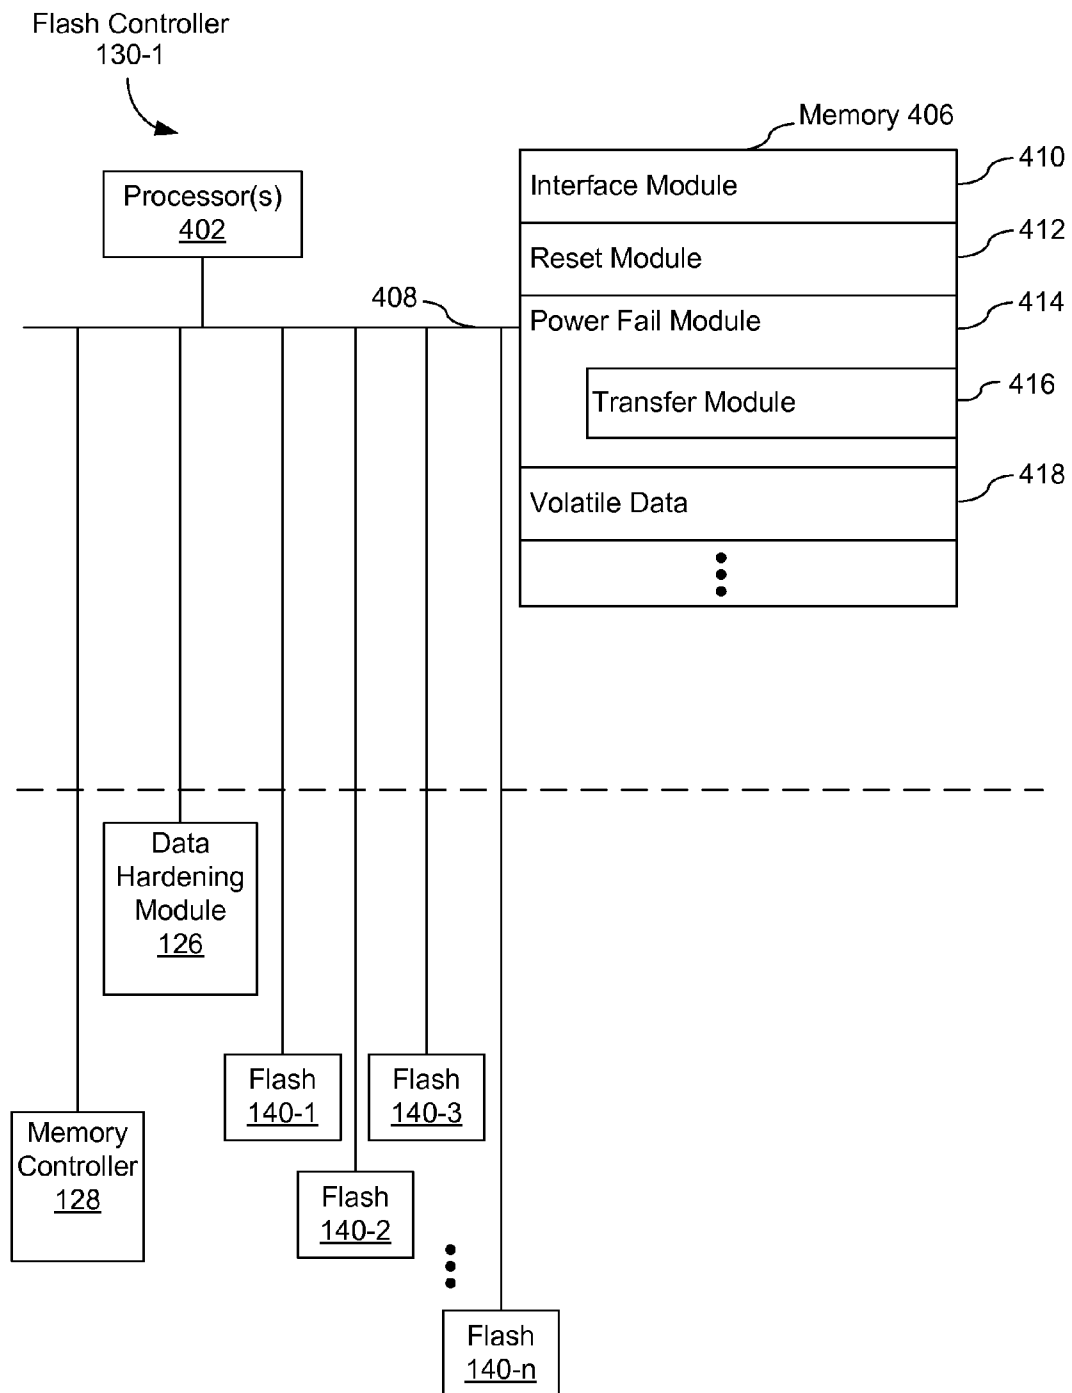 Flash Controller
130-1
Memory 406
Processor(s)
402
Interface Module
410
Reset Module
412
408
Power Fail Module
414
Transfer Module
416
Volatile Data
418
Data
Hardening
Module
126
Flash
140-1
Flash
140-3
Memory
Controller
128
Flash
140-2
Flash
140-n